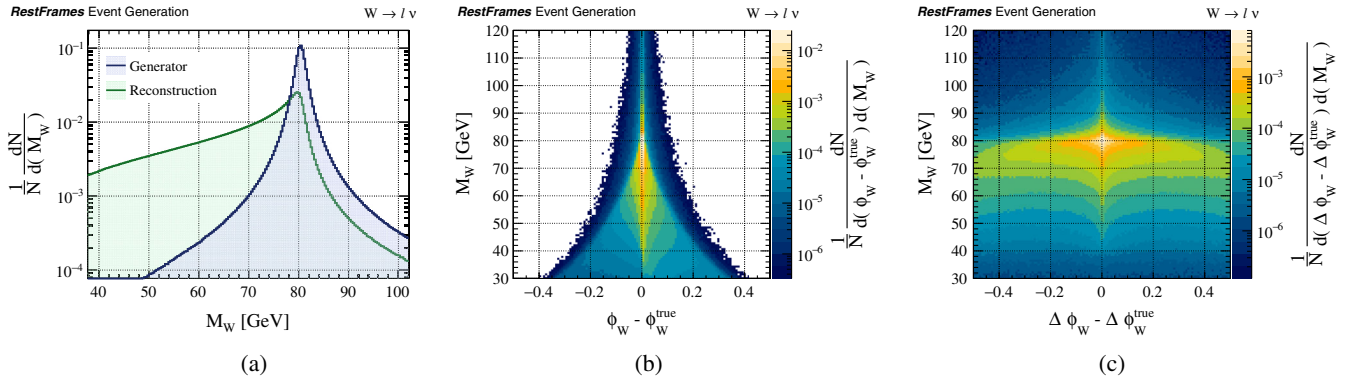 RestFrames Event Generation W → l ν
Generator
Reconstruction
1/N dN/d( M_W )
10⁻¹
10⁻²
10⁻³
10⁻⁴
40 50 60 70 80 90 100
M_W [GeV]
(a)
RestFrames Event Generation W → l ν
M_W [GeV]
120
110
100
90
80
70
60
50
40
30
−0.4 −0.2 0 0.2 0.4
ϕ_W - ϕ_W^true
10⁻²
10⁻³
10⁻⁴
10⁻⁵
10⁻⁶
1/N dN/d( ϕ_W - ϕ_W^true ) d( M_W )
(b)
RestFrames Event Generation W → l ν
M_W [GeV]
120
110
100
90
80
70
60
50
40
30
−0.4 −0.2 0 0.2 0.4
Δ ϕ_W - Δ ϕ_W^true
10⁻³
10⁻⁴
10⁻⁵
10⁻⁶
1/N dN/d( Δ ϕ_W - Δ ϕ_W^true ) d( M_W )
(c)